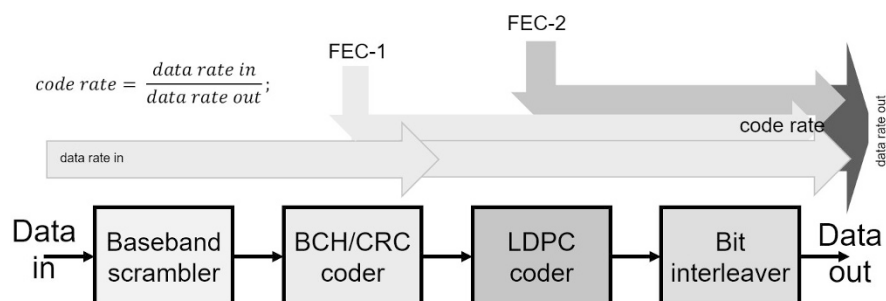 FEC-2
FEC-1
code rate = data rate in / data rate out;
code rate
data rate out
data rate in
Data in
Baseband scrambler
BCH/CRC coder
LDPC coder
Bit interleaver
Data out